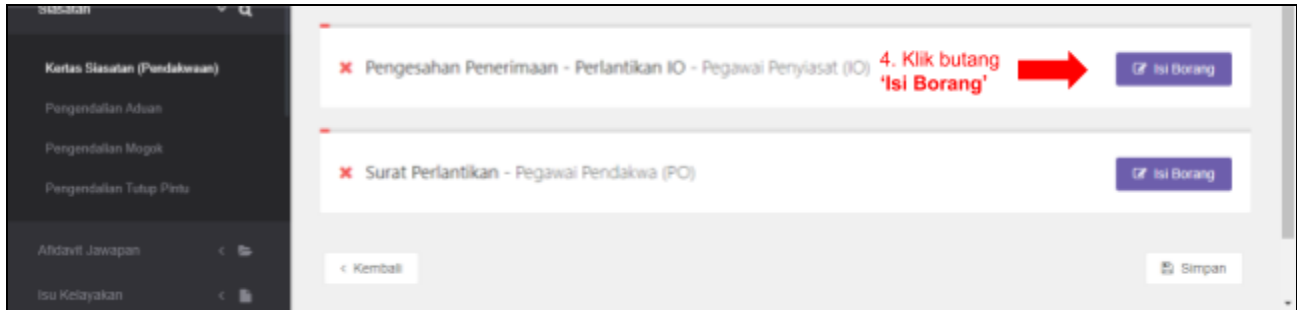 Siasatan
Kertas Siasatan (Pendakwaan)
Pengendalian Aduan
Pengendalian Mogok
Pengendalian Tutup Pintu
Afidavit Jawapan
Isu Kelayakan
✖ Pengesahan Penerimaan - Perlantikan IO - Pegawai Penyiasat (IO)
4. Klik butang
'Isi Borang'
Isi Borang
✖ Surat Perlantikan - Pegawai Pendakwa (PO)
Isi Borang
< Kembali
Simpan